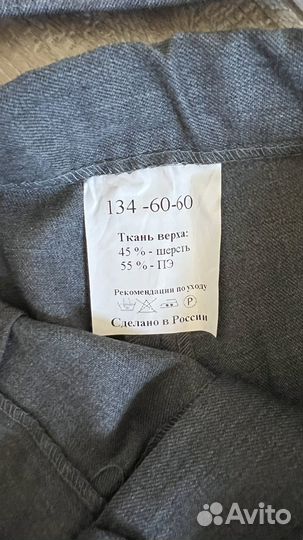 134 -60-60
Ткань верха:
45 % - шерсть
55 % - ПЭ
Рекомендации по уходу
P
Сделано в России
Avito